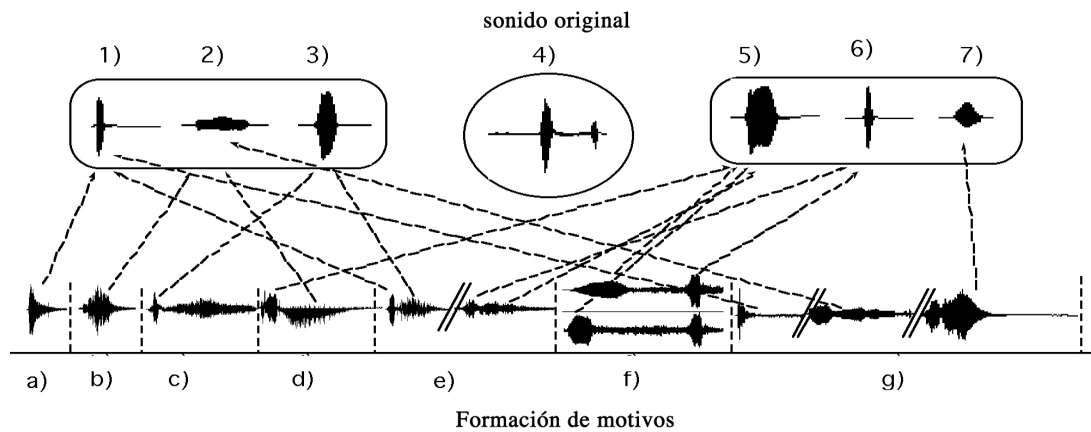 sonido original
1) 2) 3) 4) 5) 6) 7)
a) b) c) d) e) f) g)
Formación de motivos